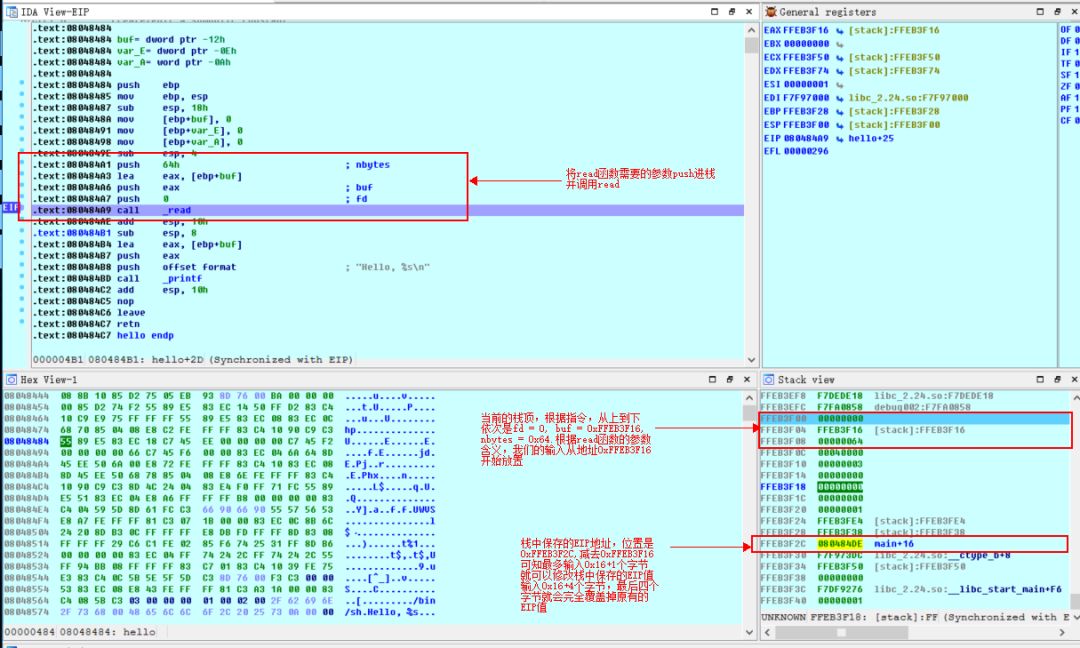 IDA View-EIP
.text:08048484
.text:08048484 buf= dword ptr -12h
.text:08048484 var_E= dword ptr -0Eh
.text:08048484 var_A= word ptr -0Ah
.text:08048484
.text:08048484 push ebp
.text:08048485 mov ebp, esp
.text:08048487 sub esp, 18h
.text:0804848A mov [ebp+buf], 0
.text:08048491 mov [ebp+var_E], 0
.text:08048498 mov [ebp+var_A], 0
.text:0804849E sub esp, 4
.text:080484A1 push 64h ; nbytes
.text:080484A3 lea eax, [ebp+buf]
.text:080484A6 push eax ; buf
.text:080484A7 push 0 ; fd
EIP .text:080484A9 call _read
.text:080484AE add esp, 10h
.text:080484B1 sub esp, 8
.text:080484B4 lea eax, [ebp+buf]
.text:080484B7 push eax
.text:080484B8 push offset format ; "Hello, %s\n"
.text:080484BD call _printf
.text:080484C2 add esp, 10h
.text:080484C5 nop
.text:080484C6 leave
.text:080484C7 retn
.text:080484C7 hello endp
000004B1 080484B1: hello+2D (Synchronized with EIP)
将read函数需要的参数push进栈
并调用read
General registers
EAX FFEB3F16 [stack]:FFEB3F16
EBX 00000000
ECX FFEB3F50 [stack]:FFEB3F50
EDX FFEB3F74 [stack]:FFEB3F74
ESI 00000001
EDI F7F97000 libc_2.24.so:F7F97000
EBP FFEB3F28 [stack]:FFEB3F28
ESP FFEB3F00 [stack]:FFEB3F00
EIP 080484A9 hello+25
EFL 00000296
OF 0
DF 0
IF 1
TF 0
SF 1
ZF 0
AF 1
PF 1
CF 0
Hex View-1
08048444 08 8B 10 85 D2 75 05 EB 93 8D 76 00 BA 00 00 00
08048454 00 85 D2 74 F2 55 89 E5 83 EC 14 50 FF D2 83 C4
08048464 10 C9 E9 75 FF FF FF 55 89 E5 83 EC 08 83 EC 0C
08048474 68 70 85 04 08 E8 C2 FE FF FF 83 C4 10 90 C9 C3
08048484 55 89 E5 83 EC 18 C7 45 EE 00 00 00 00 C7 45 F2
08048494 00 00 00 00 66 C7 45 F6 00 00 83 EC 04 6A 64 8D
080484A4 45 EE 50 6A 00 E8 72 FE FF FF 83 C4 10 83 EC 08
080484B4 8D 45 EE 50 68 78 85 04 08 E8 6E FE FF FF 83 C4
080484C4 10 90 C9 C3 8D 4C 24 04 83 E4 F0 FF 71 FC 55 89
080484D4 E5 51 83 EC 04 E8 A6 FF FF FF B8 00 00 00 00 83
080484E4 C4 04 59 5D 8D 61 FC C3 66 90 66 90 55 57 56 53
080484F4 E8 A7 FE FF FF 81 C3 07 1B 00 00 83 EC 0C 8B 6C
08048504 24 20 8D B3 0C FF FF FF E8 DB FD FF FF 8D 83 08
08048514 FF FF FF 29 C6 C1 FE 02 85 F6 74 25 31 FF 8D B6
08048524 00 00 00 00 83 EC 04 FF 74 24 2C FF 74 24 2C 55
08048534 FF 94 BB 08 FF FF FF 83 C7 01 83 C4 10 39 FE 75
08048544 E3 83 C4 0C 5B 5E 5F 5D C3 8D 76 00 F3 C3 00 00
08048554 53 83 EC 08 E8 43 FE FF FF 81 C3 A3 1A 00 00 83
08048564 C4 08 5B C3 03 00 00 00 01 00 02 00 2F 62 69 6E
08048574 2F 73 68 00 48 65 6C 6C 6F 2C 20 25 73 0A 00 00 /sh.Hello, %s...
00000484 08048484: hello
当前的栈顶，根据指令，从上到下
依次是fd = 0, buf = 0xFFEB3F16,
nbytes = 0x64.根据read函数的参数
含义，我们的输入从地址0xFFEB3F16
开始放置
栈中保存的EIP地址，位置是
0xFFEB3F2C,减去0xFFEB3F16
可知最多输入0x16+1个字节
就可以修改栈中保存的EIP值
输入0x16+4个字节，最后四个
字节就会完全覆盖掉原有的
EIP值
Stack view
FFEB3EF8 F7DEDE18 libc_2.24.so:F7DEDE18
FFEB3EFC F7FA0858 debug002:F7FA0858
FFEB3F00 00000000
FFEB3F04 FFEB3F16 [stack]:FFEB3F16
FFEB3F08 00000064
FFEB3F0C 00040000
FFEB3F10 00000003
FFEB3F14 00000000
FFEB3F18 00000000
FFEB3F1C 00000000
FFEB3F20 00000001
FFEB3F24 FFEB3FE4 [stack]:FFEB3FE4
FFEB3F28 FFEB3F38 [stack]:FFEB3F38
FFEB3F2C 080484DE main+16
FFEB3F30 F7F973DC libc_2.24.so:__ctype_b+8
FFEB3F34 FFEB3F50 [stack]:FFEB3F50
FFEB3F38 00000000
FFEB3F3C F7DF9276 libc_2.24.so:__libc_start_main+F6
FFEB3F40 00000001
UNKNOWN FFEB3F18: [stack]:FF (Synchronized with E